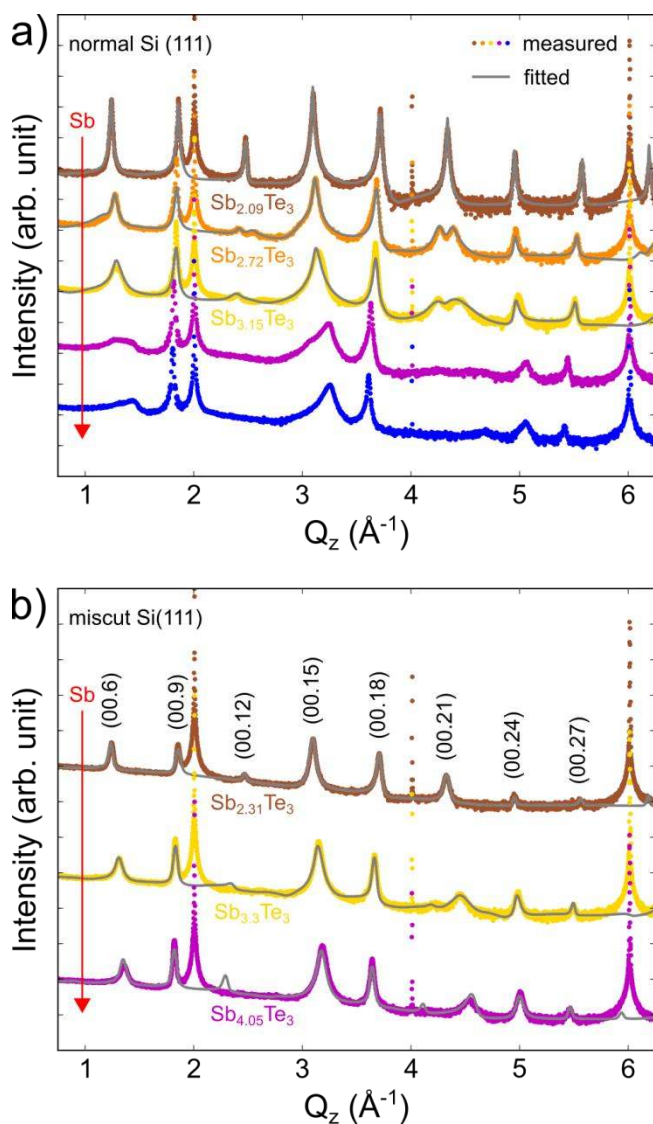 a)
normal Si (111)
measured
fitted
Sb
Sb2.09Te3
Sb2.72Te3
Sb3.15Te3
Intensity (arb. unit)
1 2 3 4 5 6
Qz (Å-1)
b)
miscut Si(111)
Sb
(00.6) (00.9) (00.12) (00.15) (00.18) (00.21) (00.24) (00.27)
Sb2.31Te3
Sb3.3Te3
Sb4.05Te3
Intensity (arb. unit)
1 2 3 4 5 6
Qz (Å-1)